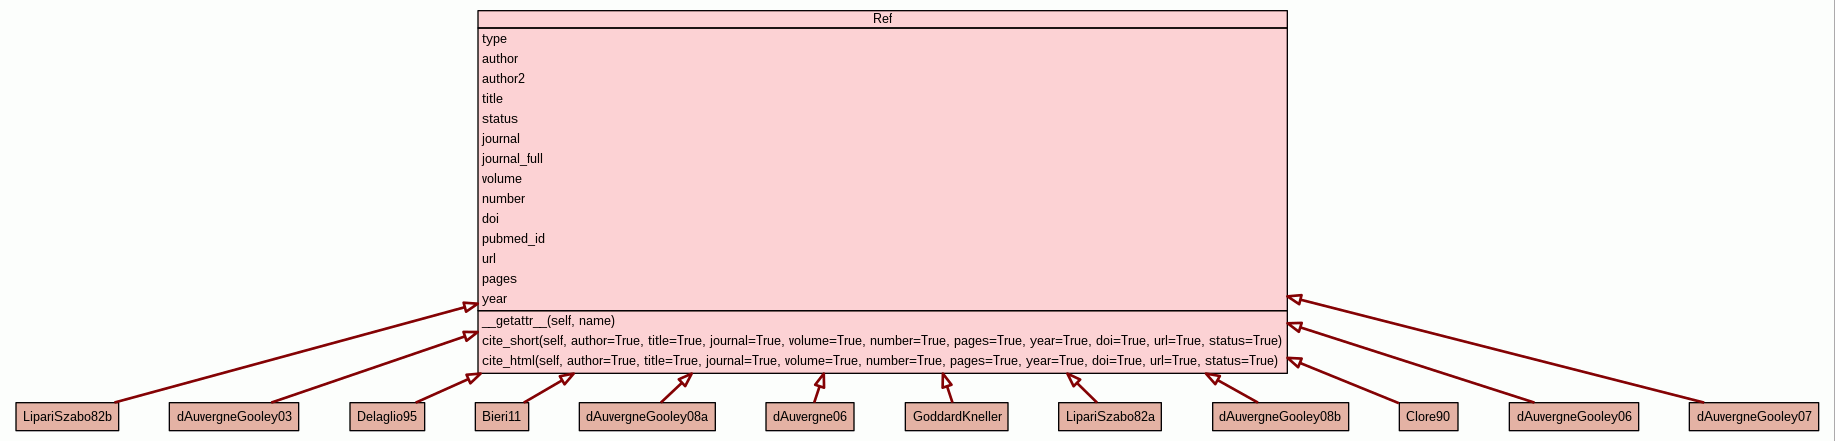 Ref
type
author
author2
title
status
journal
journal_full
volume
number
doi
pubmed_id
url
pages
year
__getattr__(self, name)
cite_short(self, author=True, title=True, journal=True, volume=True, number=True, pages=True, year=True, doi=True, url=True, status=True)
cite_html(self, author=True, title=True, journal=True, volume=True, number=True, pages=True, year=True, doi=True, url=True, status=True)
LipariSzabo82b dAuvergneGooley03 Delaglio95 Bieri11 dAuvergneGooley08a dAuvergne06 GoddardKneller LipariSzabo82a dAuvergneGooley08b Clore90 dAuvergneGooley06 dAuvergneGooley07